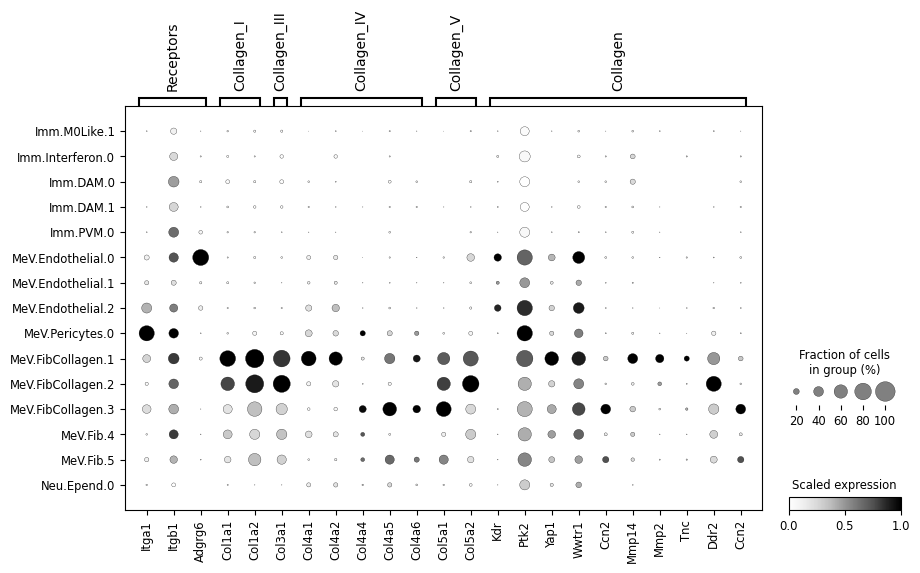 Receptors
Collagen_I
Collagen_III
Collagen_IV
Collagen_V
Collagen
Imm.M0Like.1
Imm.Interferon.0
Imm.DAM.0
Imm.DAM.1
Imm.PVM.0
MeV.Endothelial.0
MeV.Endothelial.1
MeV.Endothelial.2
MeV.Pericytes.0
MeV.FibCollagen.1
MeV.FibCollagen.2
MeV.FibCollagen.3
MeV.Fib.4
MeV.Fib.5
Neu.Epend.0
Itga1
Itgb1
Adgrg6
Col1a1
Col1a2
Col3a1
Col4a1
Col4a2
Col4a4
Col4a5
Col4a6
Col5a1
Col5a2
Kdr
Ptk2
Yap1
Wwtr1
Ccn2
Mmp14
Mmp2
Tnc
Ddr2
Ccn2
Fraction of cells
in group (%)
20 40 60 80 100
Scaled expression
0.0 0.5 1.0